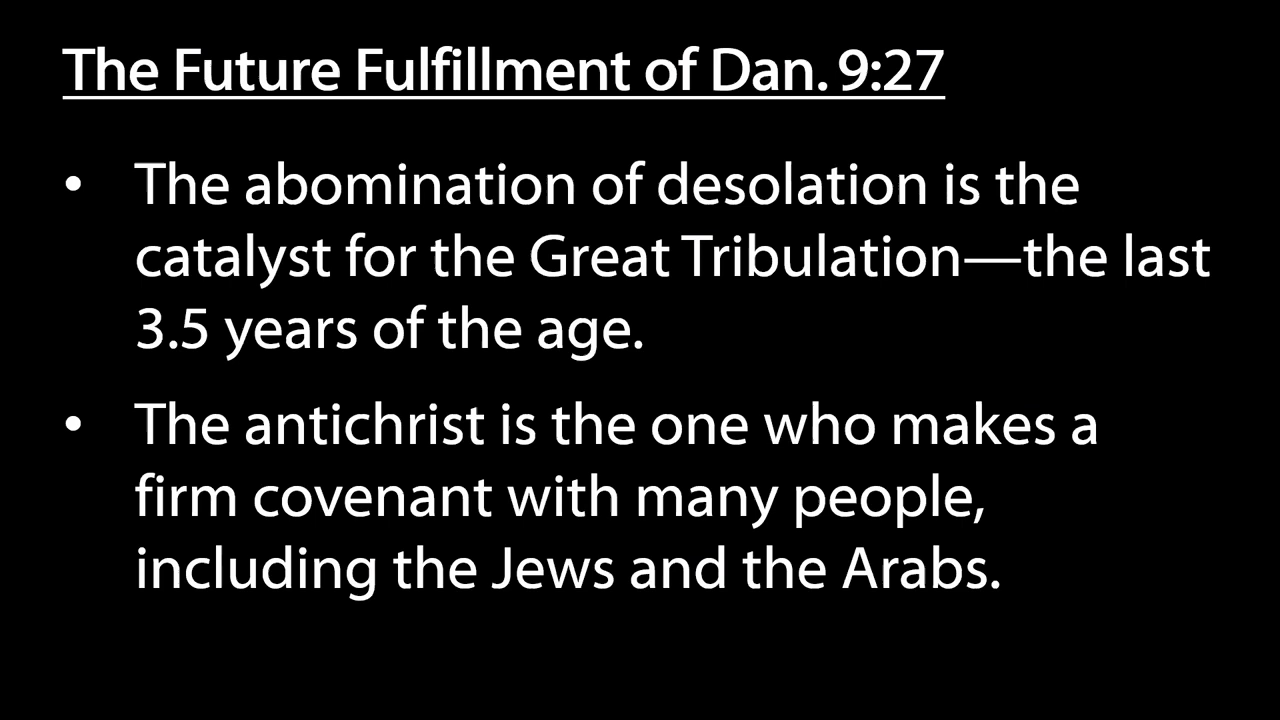 The Future Fulfillment of Dan. 9:27
• The abomination of desolation is the
catalyst for the Great Tribulation—the last
3.5 years of the age.
• The antichrist is the one who makes a
firm covenant with many people,
including the Jews and the Arabs.